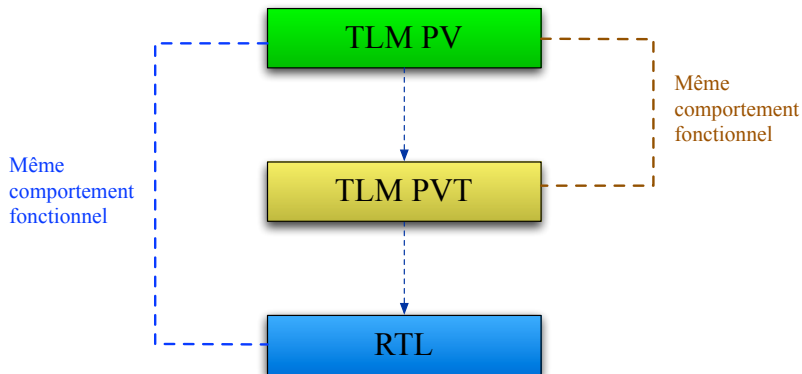 TLM PV
Même
comportement
fonctionnel
TLM PVT
Même
comportement
fonctionnel
RTL